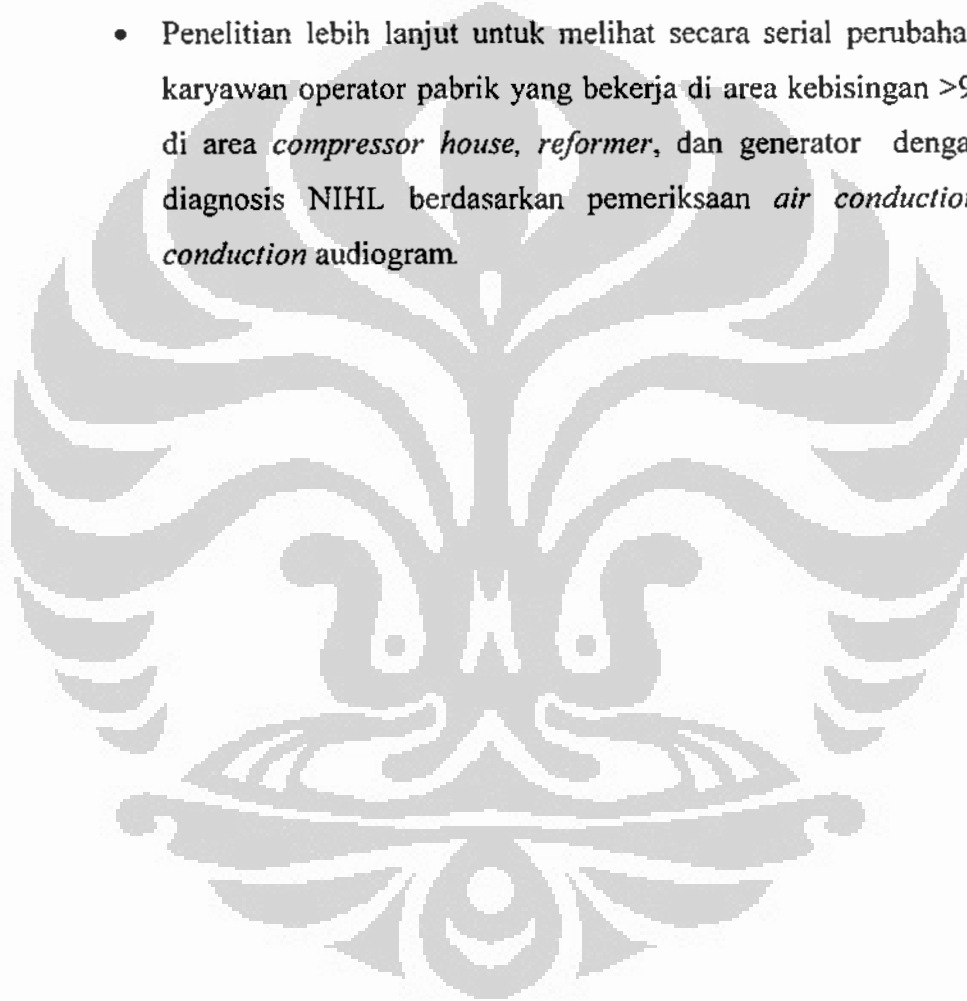 • Penelitian lebih lanjut untuk melihat secara serial perubaha
karyawan operator pabrik yang bekerja di area kebisingan >9
di area compressor house, reformer, dan generator denga
diagnosis NIHL berdasarkan pemeriksaan air conduction
conduction audiogram.